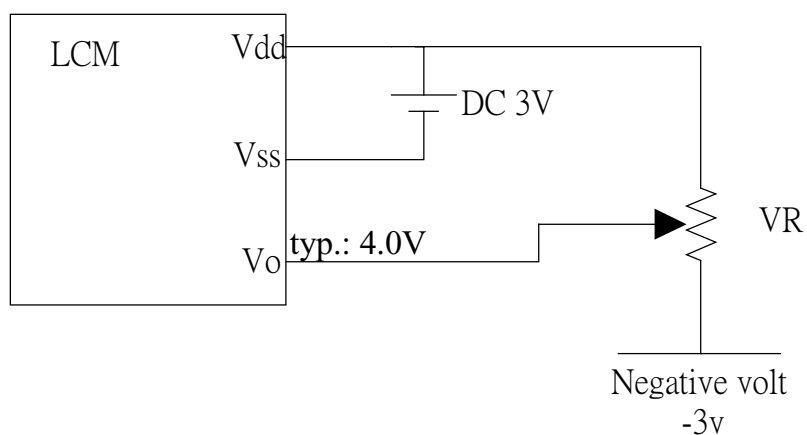 LCM
Vdd
DC 3V
Vss
VR
typ.: 4.0V
Vo
Negative volt
-3v